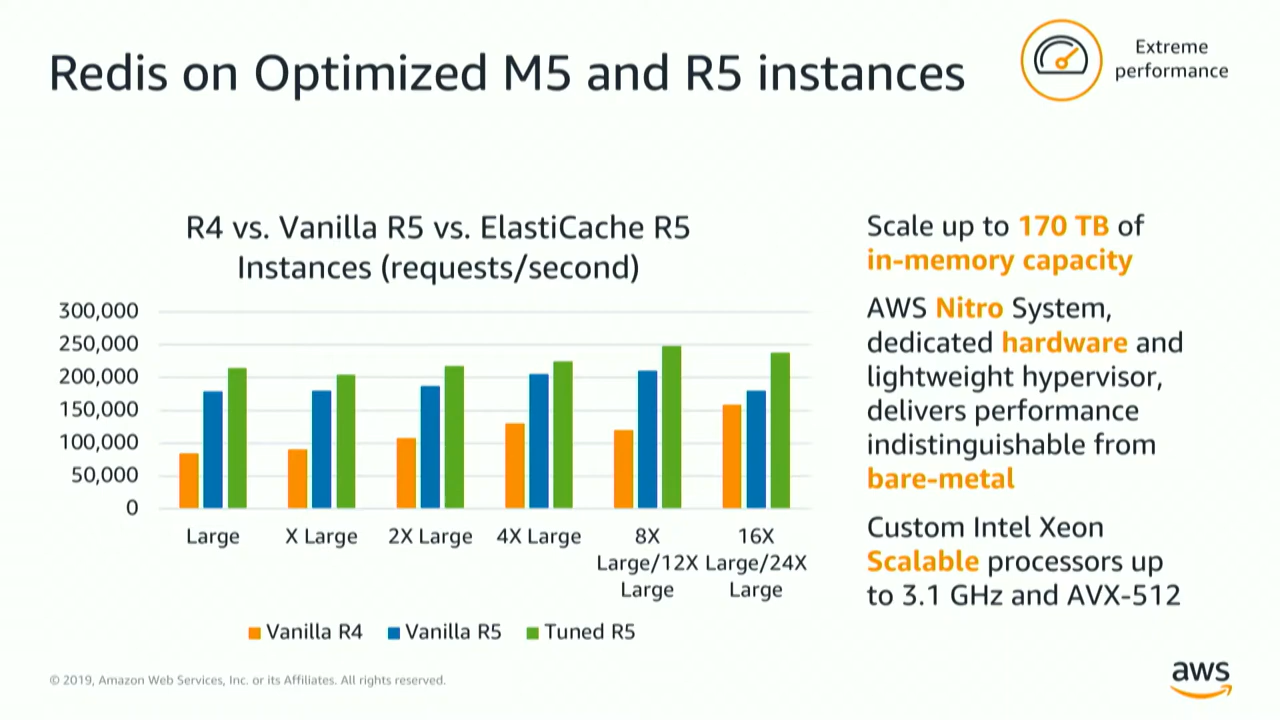 Redis on Optimized M5 and R5 instances
Extreme
performance
R4 vs. Vanilla R5 vs. ElastiCache R5
Instances (requests/second)
300,000
250,000
200,000
150,000
100,000
50,000
0
Large
X Large
2X Large
4X Large
8X
Large/12X
Large
16X
Large/24X
Large
Vanilla R4
Vanilla R5
Tuned R5
Scale up to 170 TB of
in-memory capacity
AWS Nitro System,
dedicated hardware and
lightweight hypervisor,
delivers performance
indistinguishable from
bare-metal
Custom Intel Xeon
Scalable processors up
to 3.1 GHz and AVX-512
© 2019, Amazon Web Services, Inc. or its Affiliates. All rights reserved.
aws